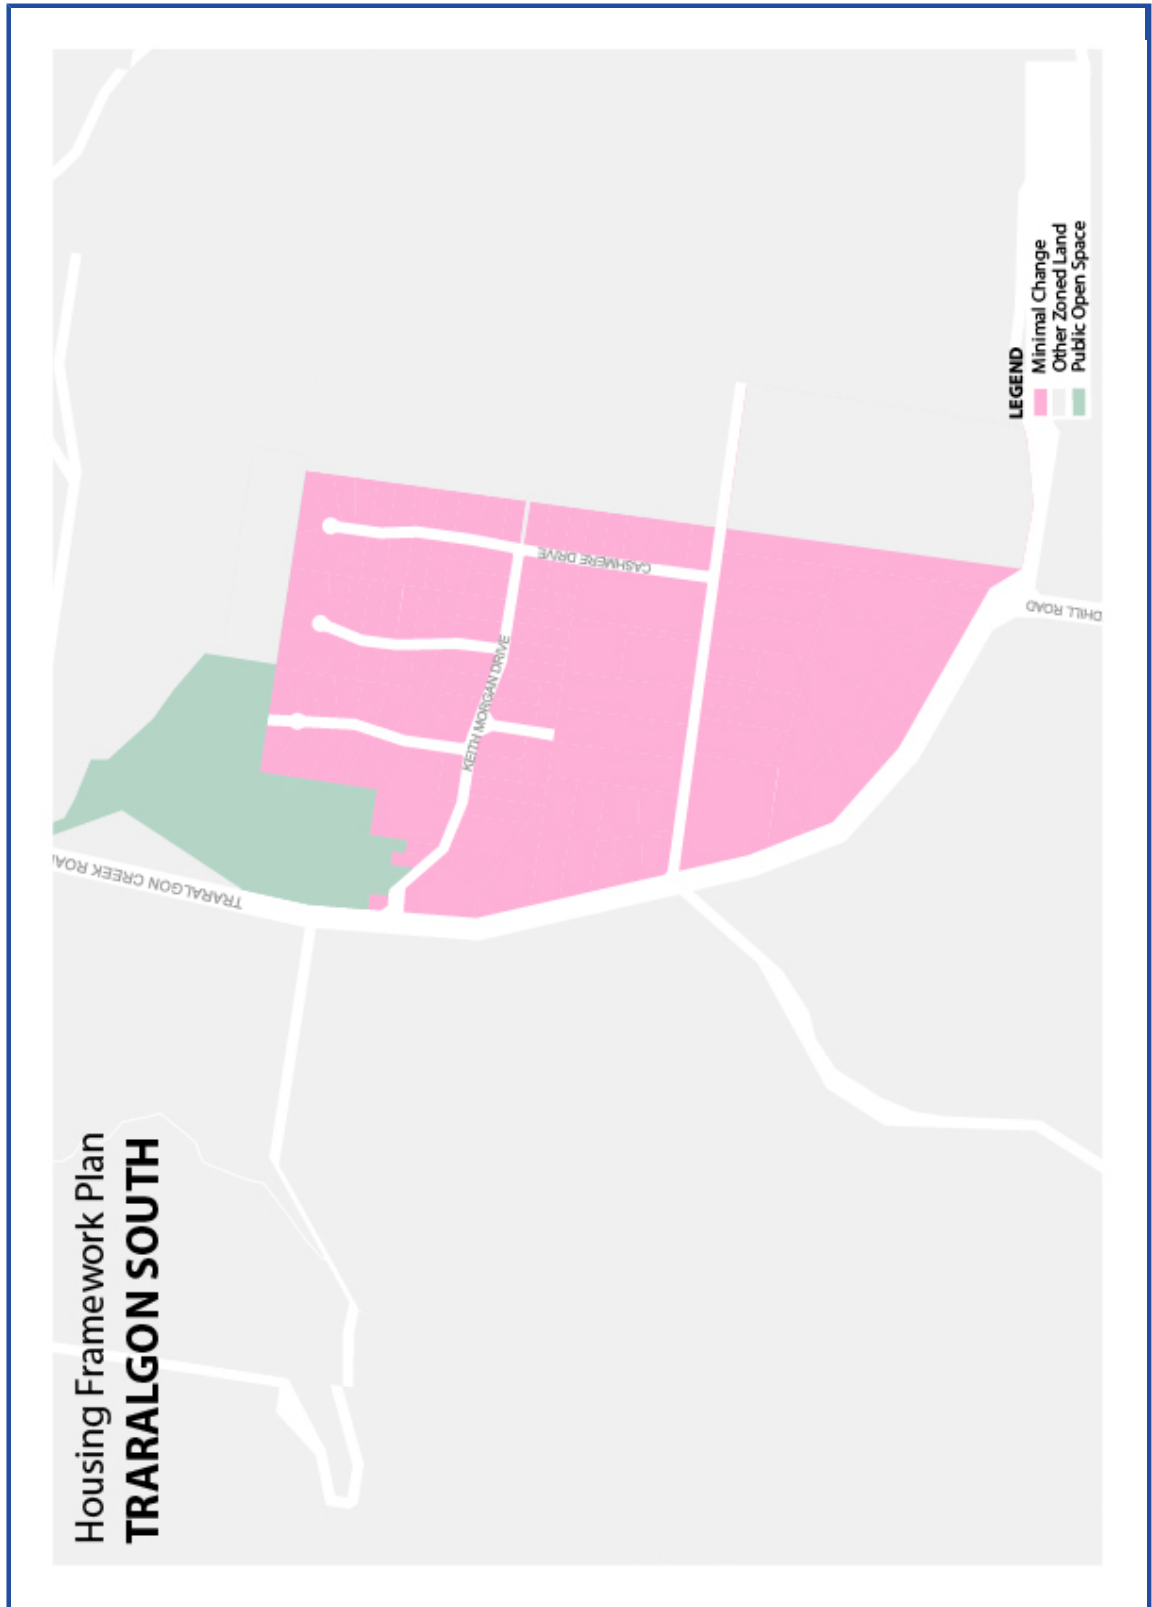 Housing Framework Plan
TRARALGON SOUTH
TRARALGON CREEK ROA
KEITH MORGAN DRIVE
CASHMERE DRIVE
DHILL ROAD
LEGEND
Minimal Change
Other Zoned Land
Public Open Space